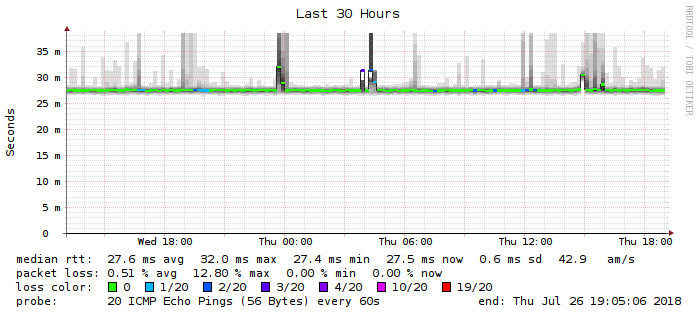 Last 30 Hours
RRDTOOL / TOBI OETIKER
Seconds
35 m
30 m
25 m
20 m
15 m
10 m
5 m
0
Wed 18:00 Thu 00:00 Thu 06:00 Thu 12:00 Thu 18:00
median rtt: 27.6 ms avg 32.0 ms max 27.4 ms min 27.5 ms now 0.6 ms sd 42.9 am/s
packet loss: 0.51 % avg 12.80 % max 0.00 % min 0.00 % now
loss color: 0 1/20 2/20 3/20 4/20 10/20 19/20
probe: 20 ICMP Echo Pings (56 Bytes) every 60s end: Thu Jul 26 19:05:06 2018